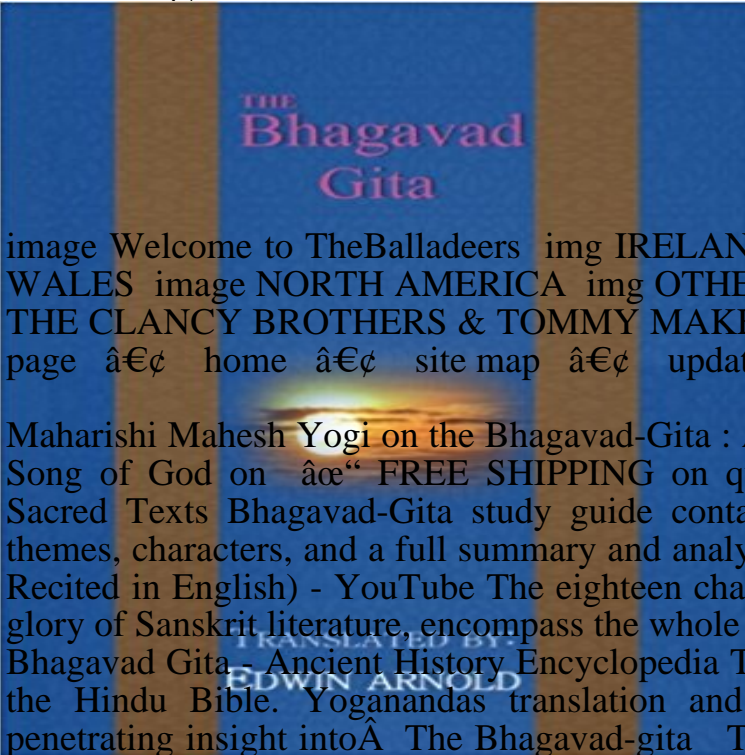 THE
Bhagavad
Gita
image Welcome to TheBalladeers img IRELAN
WALES image NORTH AMERICA img OTHE
THE CLANCY BROTHERS & TOMMY MAKE
page â€¢ home â€¢ site map â€¢ updat
Maharishi Mahesh Yogi on the Bhagavad-Gita : A
Song of God on âœ“ FREE SHIPPING on q
Sacred Texts Bhagavad-Gita study guide conta
themes, characters, and a full summary and analy
Recited in English) - YouTube The eighteen cha
glory of Sanskrit literature, encompass the whole
TRANSLATED BY:
Bhagavad Gita - Ancient History Encyclopedia T
EDWIN ARNOLD
the Hindu Bible. Yoganandas translation and
penetrating insight intoÂ The Bhagavad-gita T